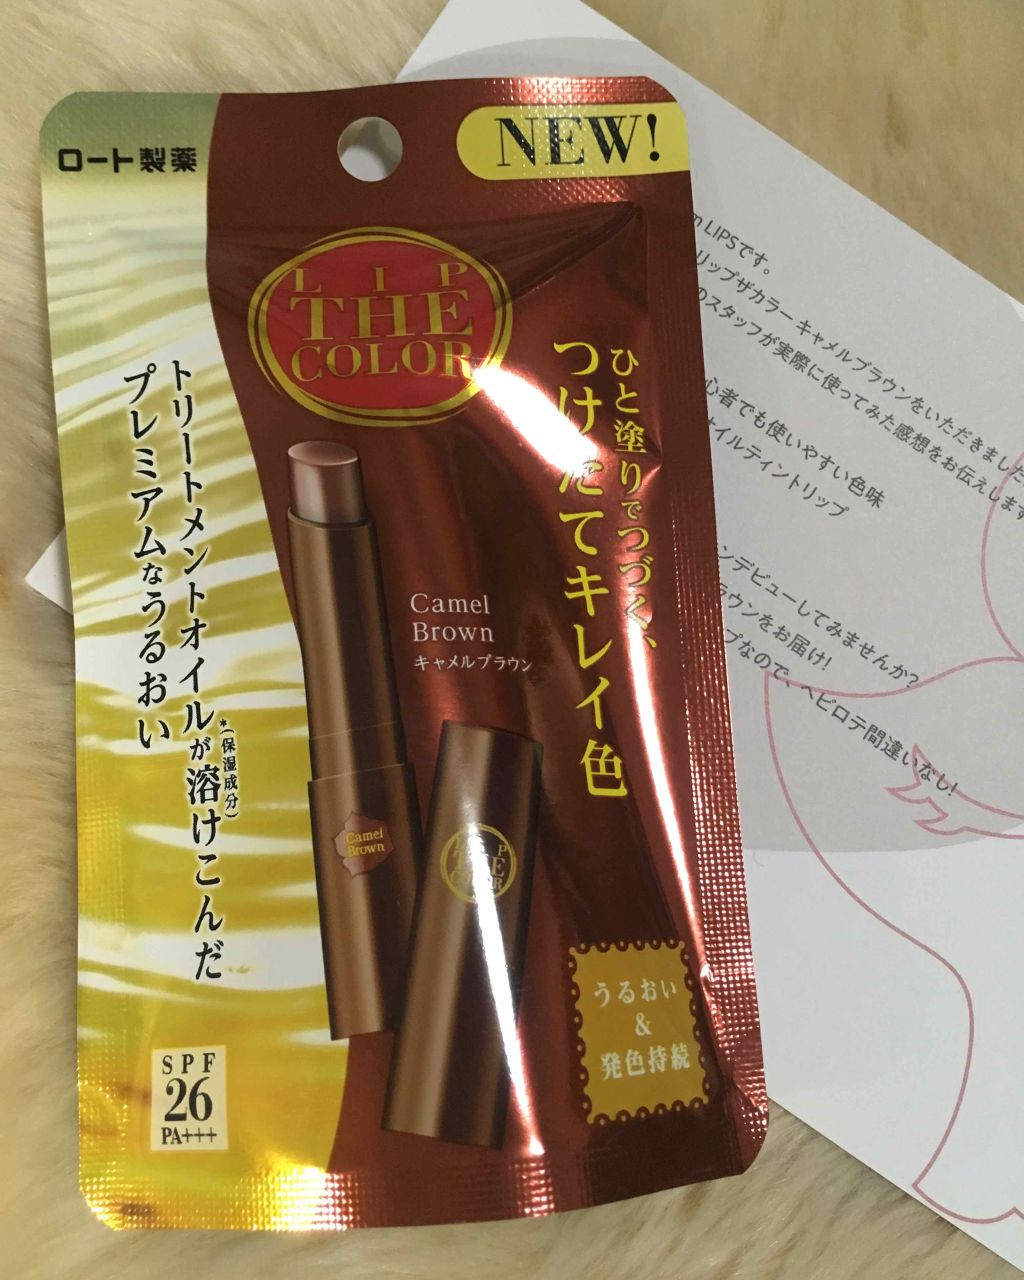 ロート製薬
NEW!
LIP
THE
COLOR
ひと塗りでつづく、
つけたてキレイ色
トリートメントオイルが溶けこんだ
*(保湿成分)
プレミアムなうるおい
Camel
Brown
キャメルブラウン
Camel
Brown
LIP
THE
COLOR
うるおい
&
発色持続
SPF
26
PA+++
LIPSです。
リップザカラー キャメルブラウンをいただきました
のスタッフが実際に使ってみた感想をお伝えします
心者でも使いやすい色味
オイルティントリップ
ンデビューしてみませんか?
ラウンをお届け!
プなので、ヘビロテ間違いなし!